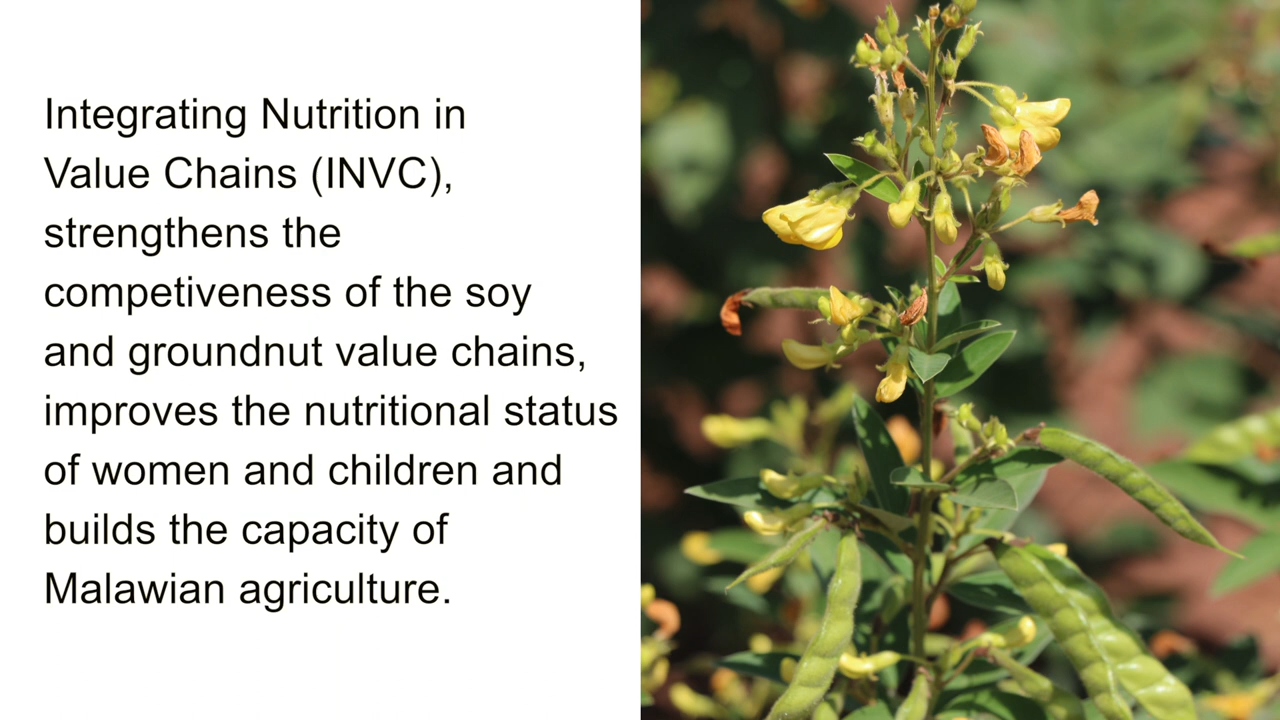 Integrating Nutrition in
Value Chains (INVC),
strengthens the
competiveness of the soy
and groundnut value chains,
improves the nutritional status
of women and children and
builds the capacity of
Malawian agriculture.